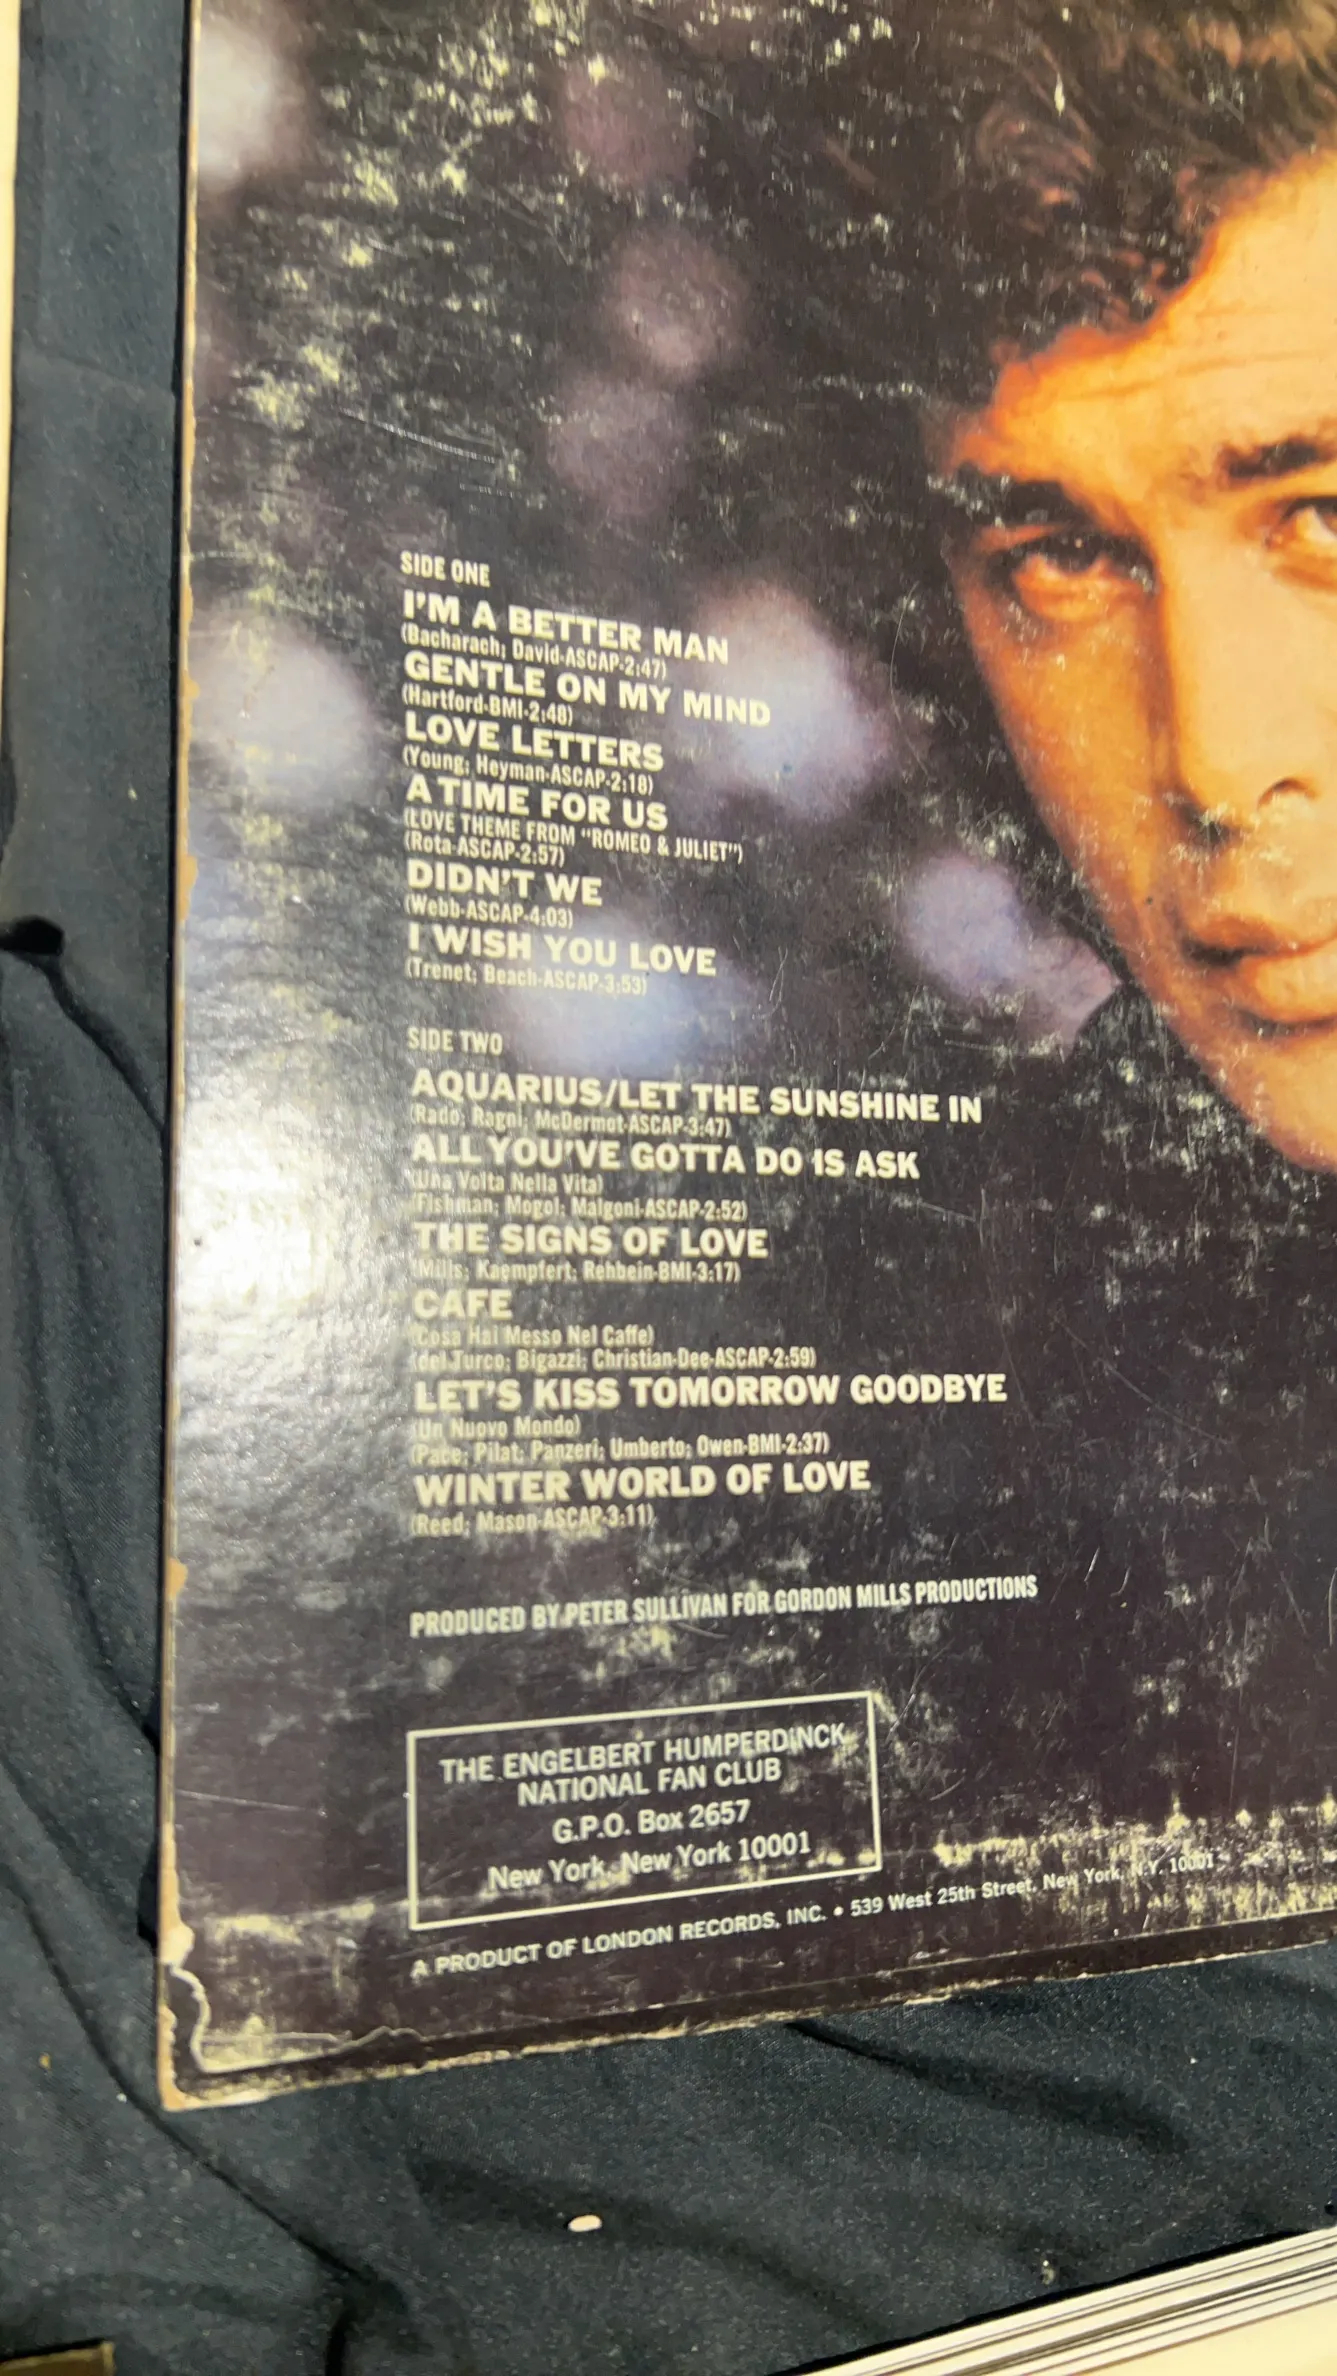 SIDE ONE
I'M A BETTER MAN
(Bacharach; David-ASCAP-2:47)
GENTLE ON MY MIND
(Hartford-BMI-2:48)
LOVE LETTERS
(Young; Heyman-ASCAP-2:18)
A TIME FOR US
(LOVE THEME FROM "ROMEO & JULIET")
(Rota-ASCAP-2:57)
DIDN'T WE
(Webb-ASCAP-4:03)
I WISH YOU LOVE
(Trenet; Beach-ASCAP-3:53)
SIDE TWO
AQUARIUS/LET THE SUNSHINE IN
(Rado; Ragni; McDermot-ASCAP-3:47)
ALL YOU'VE GOTTA DO IS ASK
(Una Volta Nella Vita)
(Fishman; Mogol; Malgoni-ASCAP-2:52)
THE SIGNS OF LOVE
(Mills; Kaempfert; Rehbein-BMI-3:17)
CAFE
(Cosa Hai Messo Nel Caffe)
(del Turco; Bigazzi; Christian-Dee-ASCAP-2:59)
LET'S KISS TOMORROW GOODBYE
(Un Nuovo Mondo)
(Pace; Pilat; Panzeri; Umberto; Owen-BMI-2:37)
WINTER WORLD OF LOVE
(Reed; Mason-ASCAP-3:11)
PRODUCED BY PETER SULLIVAN FOR GORDON MILLS PRODUCTIONS
THE ENGELBERT HUMPERDINCK
NATIONAL FAN CLUB
G.P.O. Box 2657
New York, New York 10001
A PRODUCT OF LONDON RECORDS, INC. • 539 West 25th Street, New York, N.Y. 10001